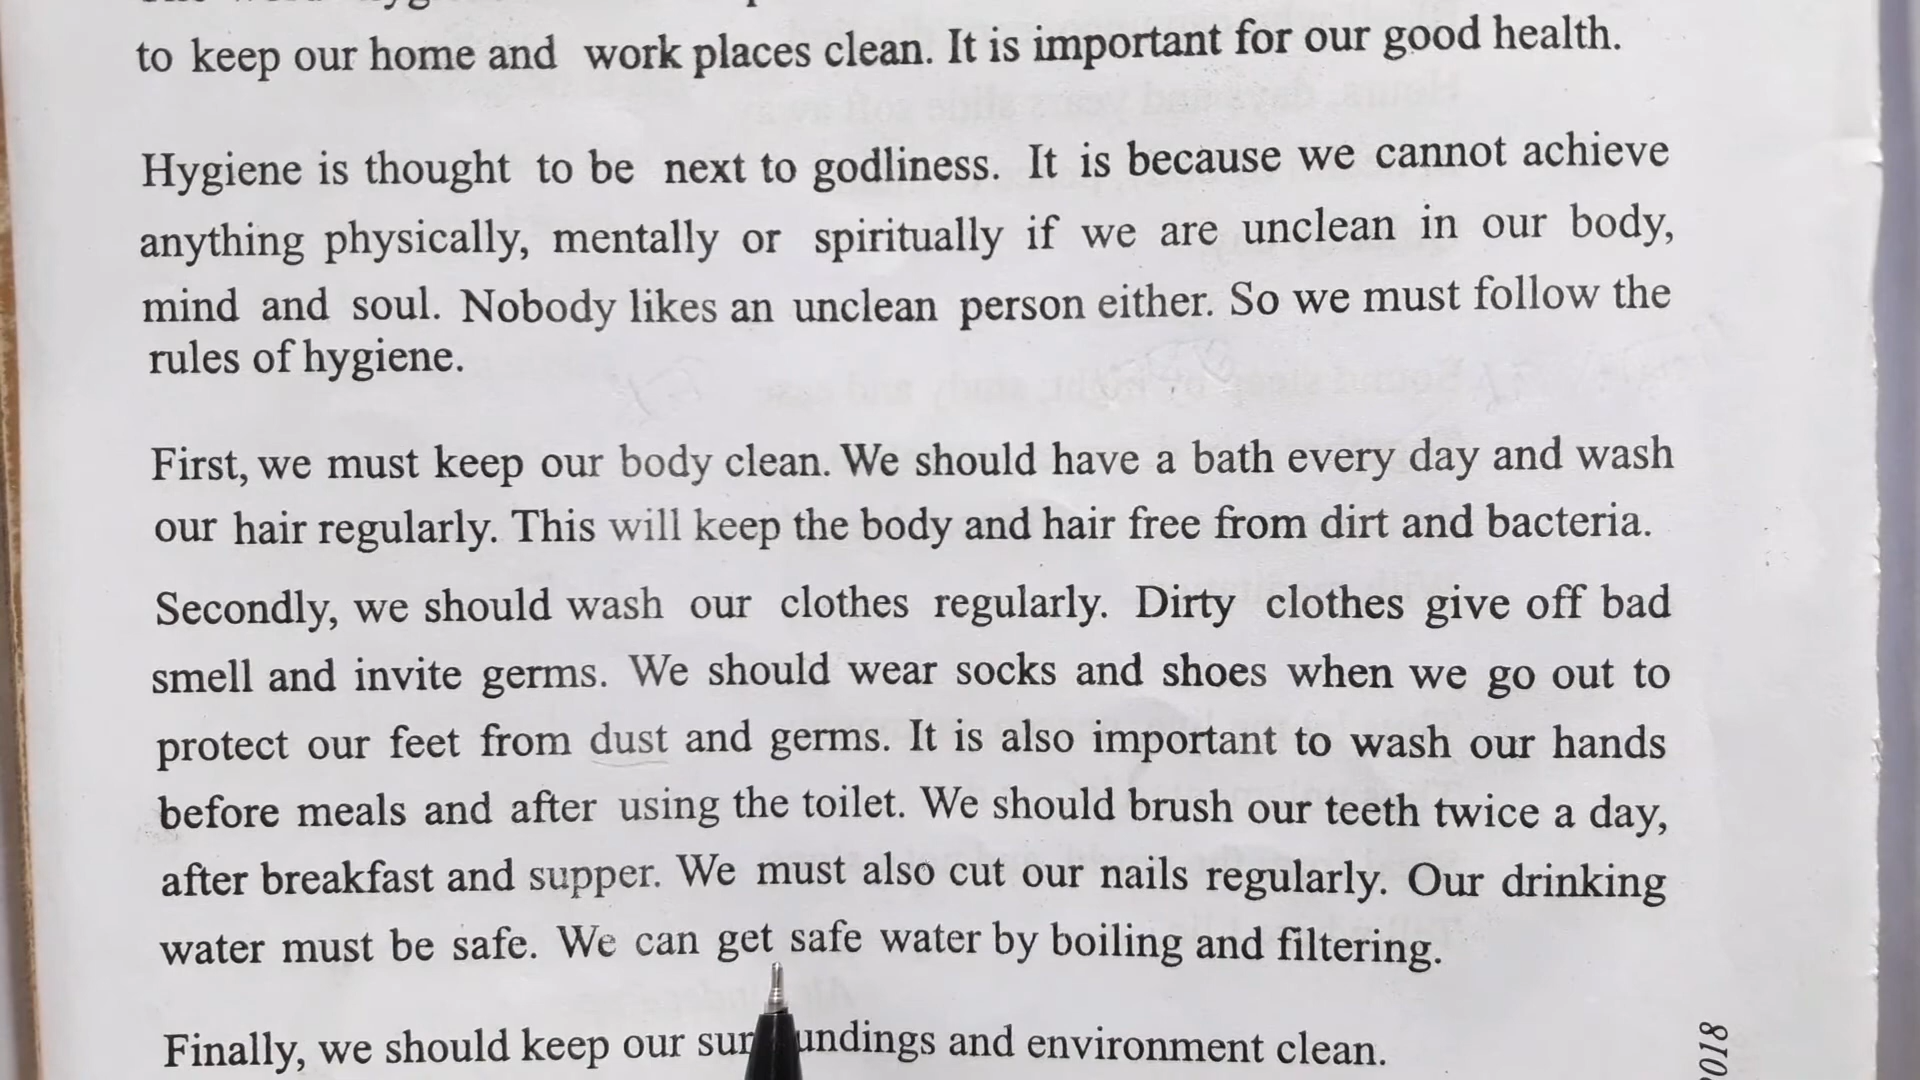 to keep our home and work places clean. It is important for our good health.
Hygiene is thought to be next to godliness. It is because we cannot achieve
anything physically, mentally or spiritually if we are unclean in our body,
mind and soul. Nobody likes an unclean person either. So we must follow the
rules of hygiene.
First, we must keep our body clean. We should have a bath every day and wash
our hair regularly. This will keep the body and hair free from dirt and bacteria.
Secondly, we should wash our clothes regularly. Dirty clothes give off bad
smell and invite germs. We should wear socks and shoes when we go out to
protect our feet from dust and germs. It is also important to wash our hands
before meals and after using the toilet. We should brush our teeth twice a day,
after breakfast and supper. We must also cut our nails regularly. Our drinking
water must be safe. We can get safe water by boiling and filtering.
Finally, we should keep our and environment clean.
2018